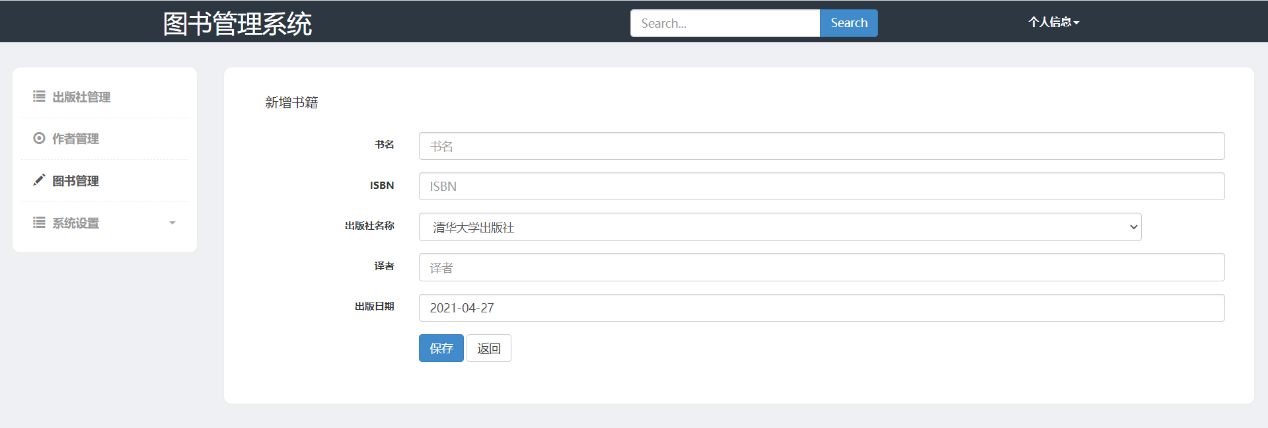 图书管理系统
Search...
Search
个人信息
出版社管理
作者管理
图书管理
系统设置
新增书籍
书名
书名
ISBN
ISBN
出版社名称
清华大学出版社
译者
译者
出版日期
2021-04-27
保存
返回